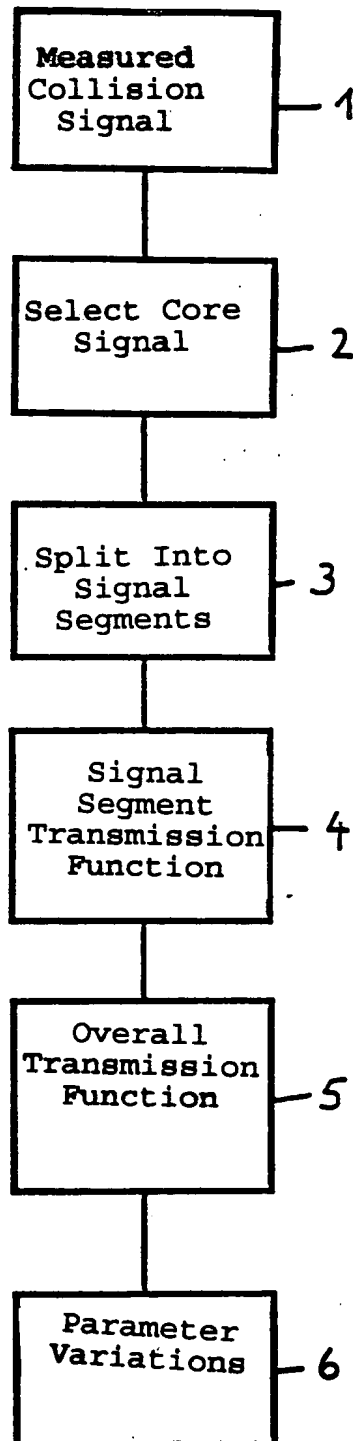 Measured
Collision
Signal
1
Select Core
Signal
2
Split Into
Signal
Segments
3
Signal
Segment
Transmission
Function
4
Overall
Transmission
Function
5
Parameter
Variations
6